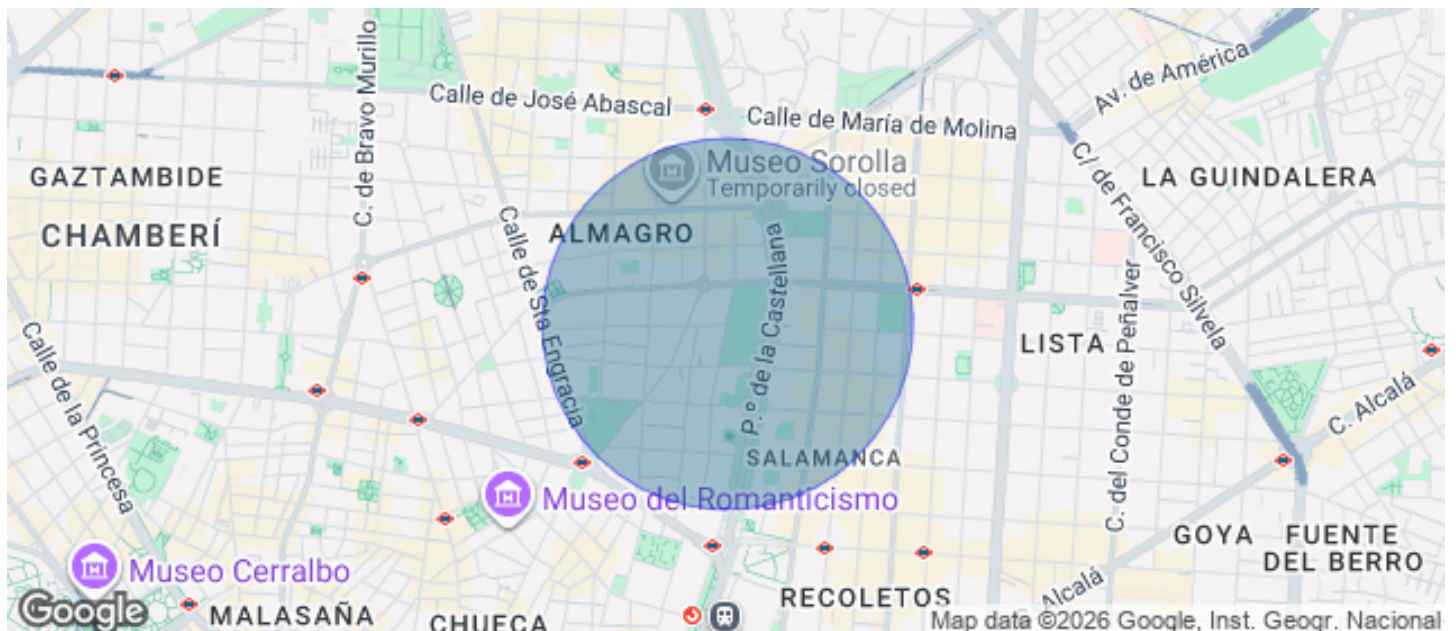 C. de Bravo Murillo
Av. de América
Calle de José Abascal
Calle de María de Molina
Museo Sorolla
Temporarily closed
C/ de Francisco Silvela
GAZTAMBIDE
LA GUINDALERA
CHAMBERÍ
ALMAGRO
Calle de Sta Engracia
P.º de la Castellana
C. del Conde de Peñalver
LISTA
Calle de la Princesa
C. Alcalá
SALAMANCA
Museo del Romanticismo
GOYA
FUENTE
DEL BERRO
Museo Cerralbo
RECOLETOS
C. Alcalá
MALASAÑA
CHUECA
Google
Map data ©2026 Google, Inst. Geogr. Nacional